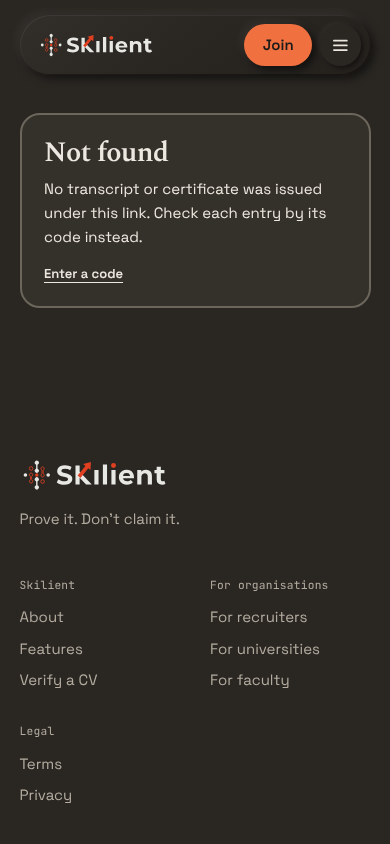 Skilient
Join
Not found
No transcript or certificate was issued
under this link. Check each entry by its
code instead.
Enter a code
Skilient
Prove it. Don't claim it.
Skilient
About
Features
Verify a CV
For organisations
For recruiters
For universities
For faculty
Legal
Terms
Privacy